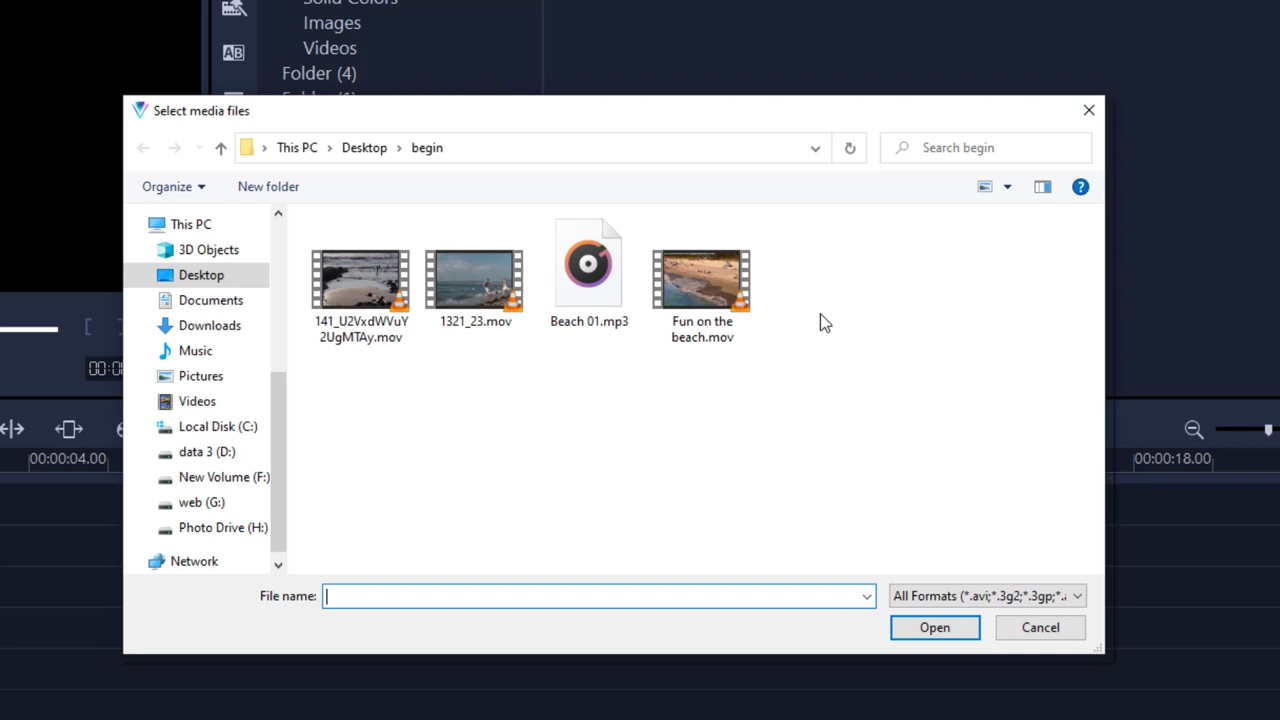 Solid Colors
Images
Videos
Folder (4)
Select media files
This PC
Desktop
begin
Search begin
Organize
New folder
This PC
3D Objects
Desktop
Documents
Downloads
Music
Pictures
Videos
Local Disk (C:)
data 3 (D:)
New Volume (F:)
web (G:)
Photo Drive (H:)
Network
141_U2VxdWVuY
2UgMTAy.mov
1321_23.mov
Beach 01.mp3
Fun on the
beach.mov
00:00:04.00
00:00:18.00
File name:
All Formats (*.avi;*.3g2;*.3gp;*.
Open
Cancel